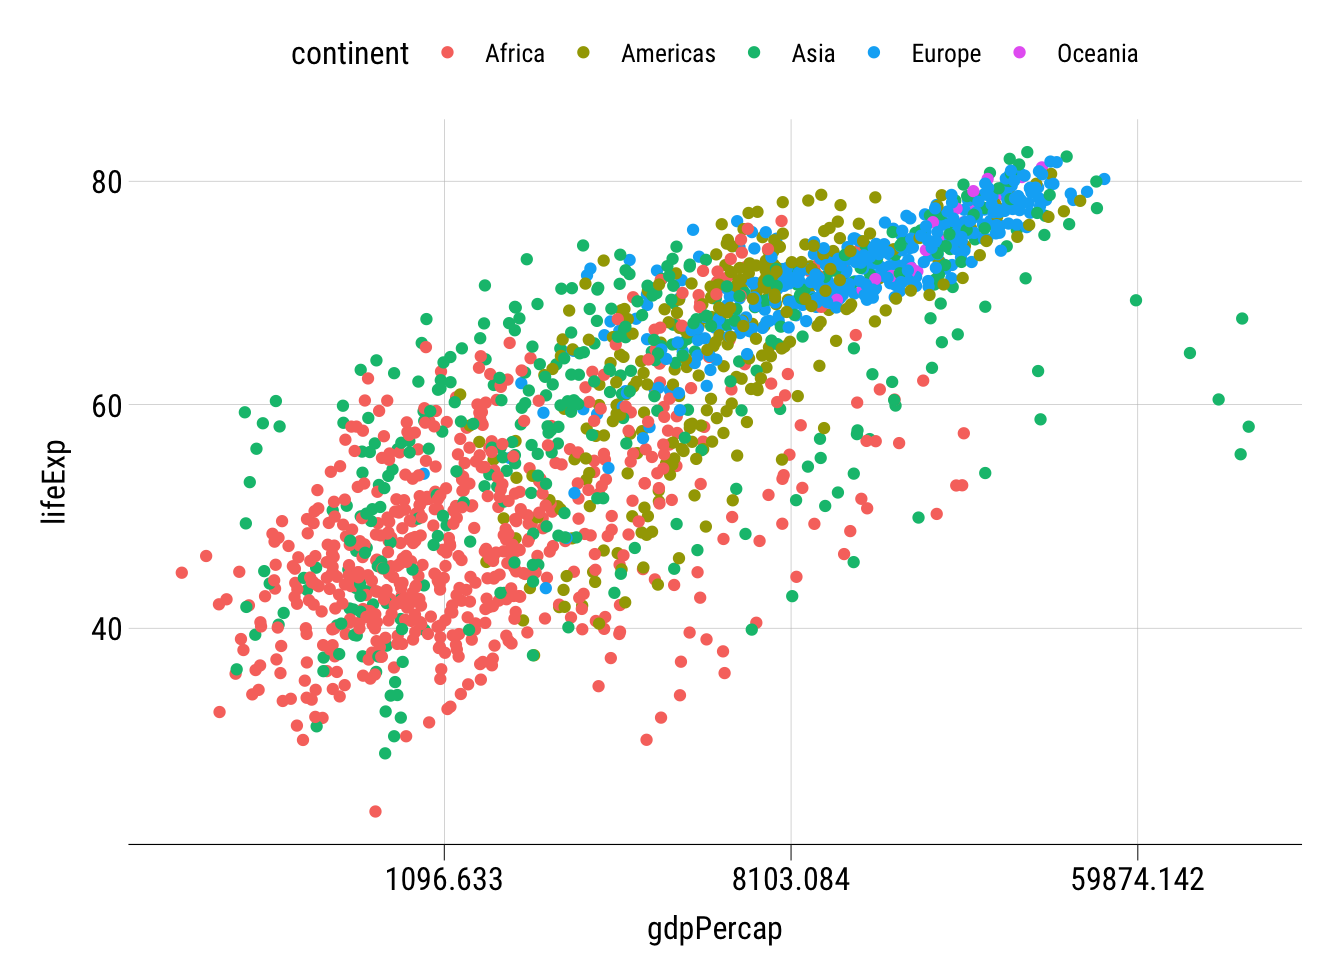 continent Africa Americas Asia Europe Oceania
80
60
40
lifeExp
1096.633 8103.084 59874.142
gdpPercap